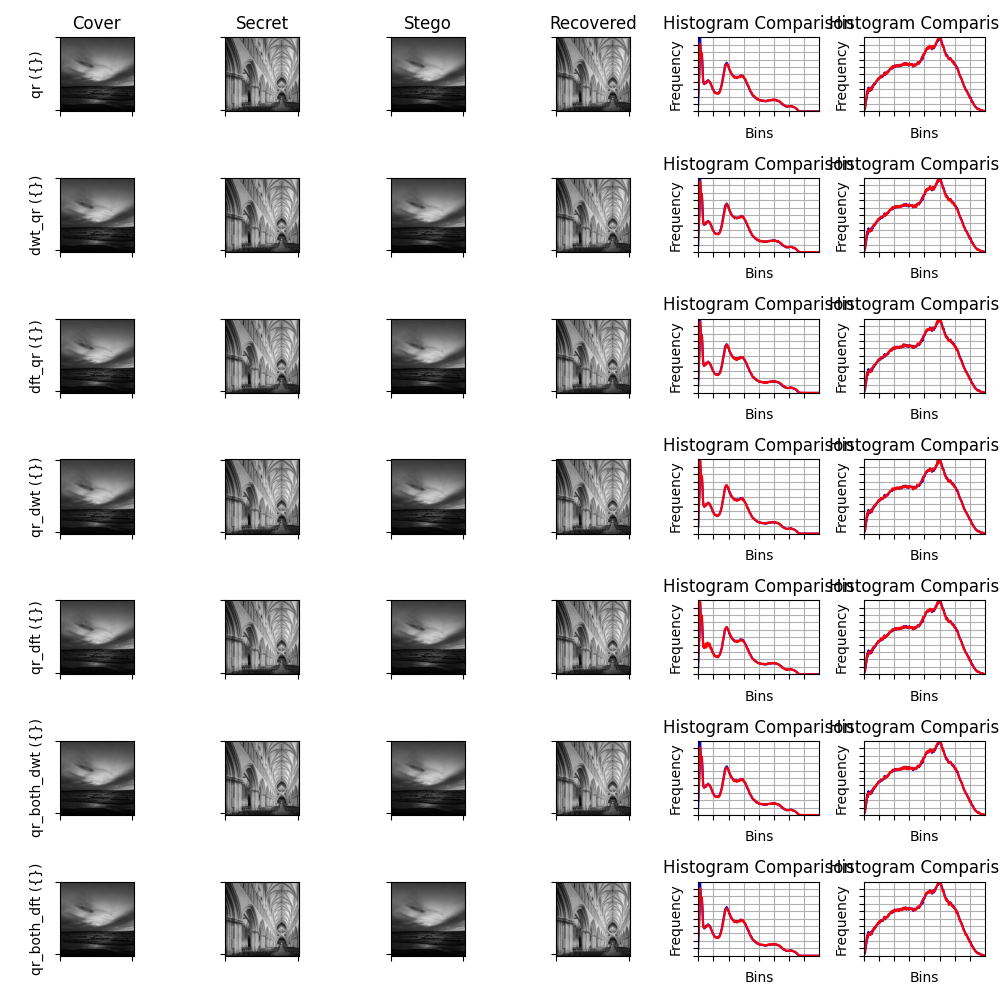 Cover Secret Stego Recovered Histogram Comparison Histogram Comparis
qr ({}) Frequency Frequency
Bins Bins
Histogram Comparison Histogram Comparis
dwt_qr ({}) Frequency Frequency
Bins Bins
Histogram Comparison Histogram Comparis
dft_qr ({}) Frequency Frequency
Bins Bins
Histogram Comparison Histogram Comparis
qr_dwt ({}) Frequency Frequency
Bins Bins
Histogram Comparison Histogram Comparis
qr_dft ({}) Frequency Frequency
Bins Bins
Histogram Comparison Histogram Comparis
qr_both_dwt ({}) Frequency Frequency
Bins Bins
Histogram Comparison Histogram Comparis
qr_both_dft ({}) Frequency Frequency
Bins Bins